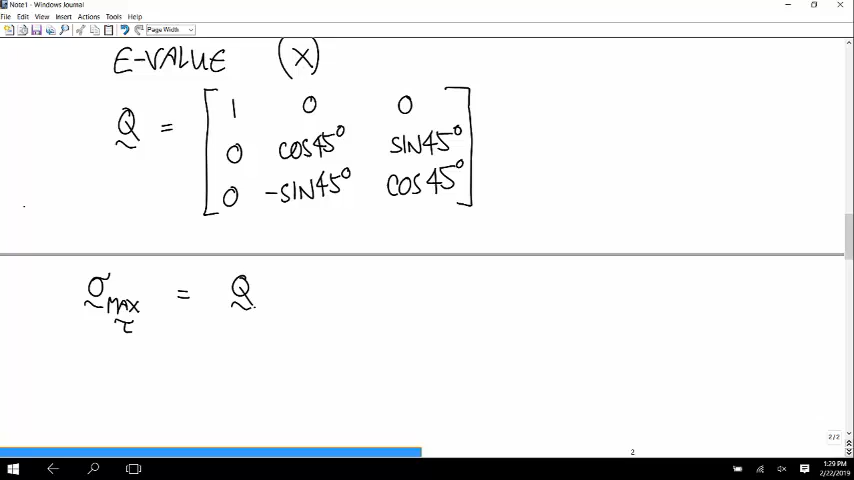 Note1 - Windows Journal
File Edit View Insert Actions Tools Help
Page Width
E-VALUE (X)
Q = [ 1 0 0
0 COS45° SIN45°
0 -SIN45° COS45° ]
σ MAX τ = Q
2/2
2
1:29 PM
2/22/2019